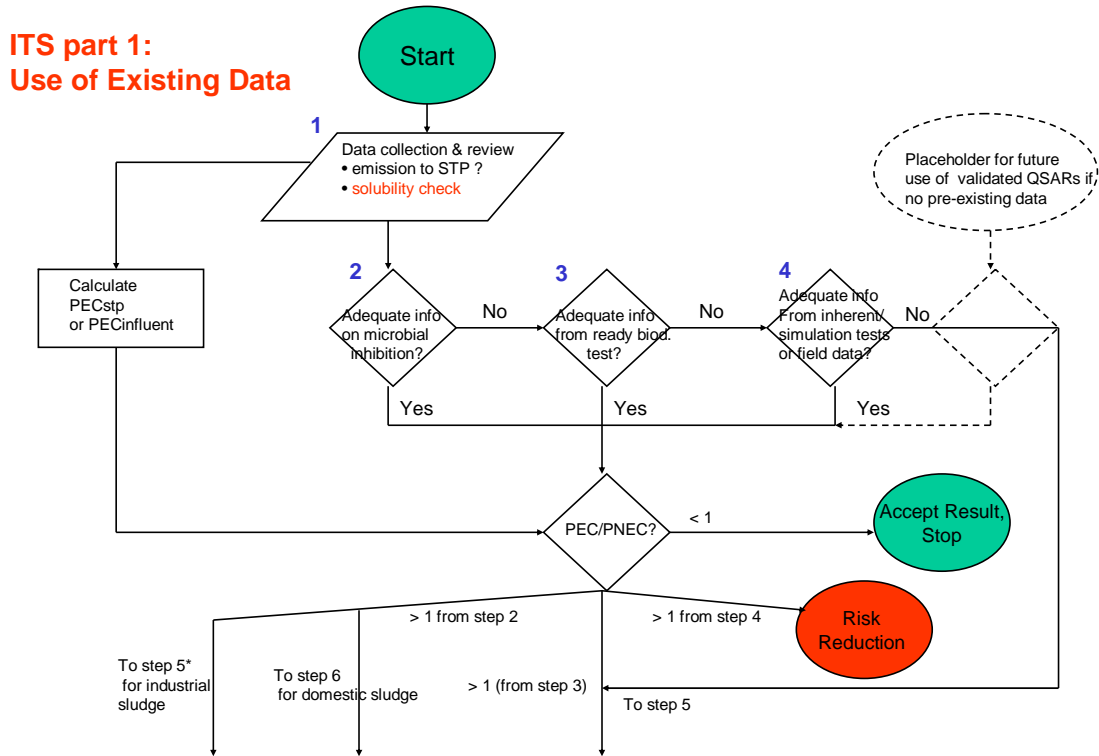 ITS part 1:
Use of Existing Data
Start
1
Data collection & review
• emission to STP ?
• solubility check
Placeholder for future
use of validated QSARs if
no pre-existing data
Calculate
PECstp
or PECinfluent
2
Adequate info
on microbial
inhibition?
No
3
Adequate info
from ready biod.
test?
No
4
Adequate info
From inherent/
simulation tests
or field data?
No
Yes
Yes
Yes
PEC/PNEC?
< 1
Accept Result,
Stop
> 1 from step 2
> 1 from step 4
Risk
Reduction
To step 5*
for industrial
sludge
To step 6
for domestic sludge
> 1 (from step 3)
To step 5